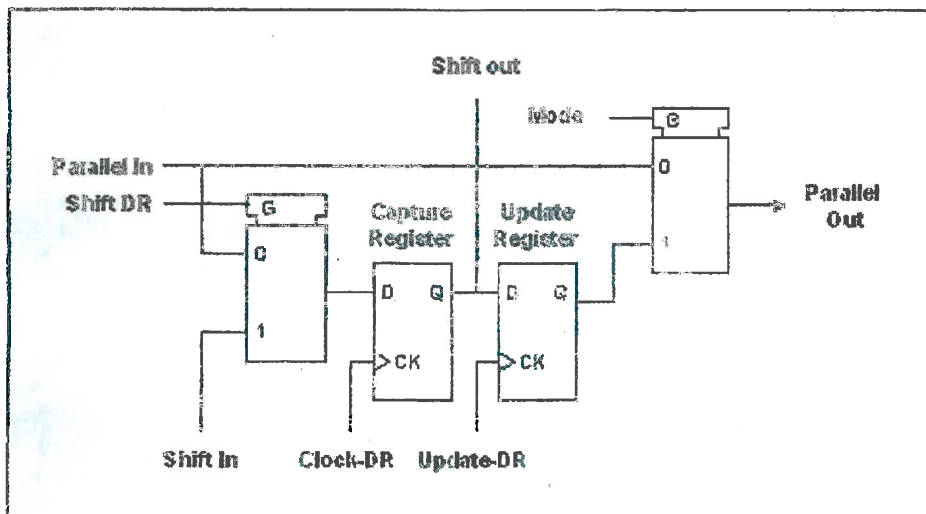 Shift out
Mode
G
Parallel In
0
Shift DR
G
Parallel
Out
Capture
Register
Update
Register
1
0
D Q
D Q
1
CK
CK
Shift In
Clock-DR
Update-DR